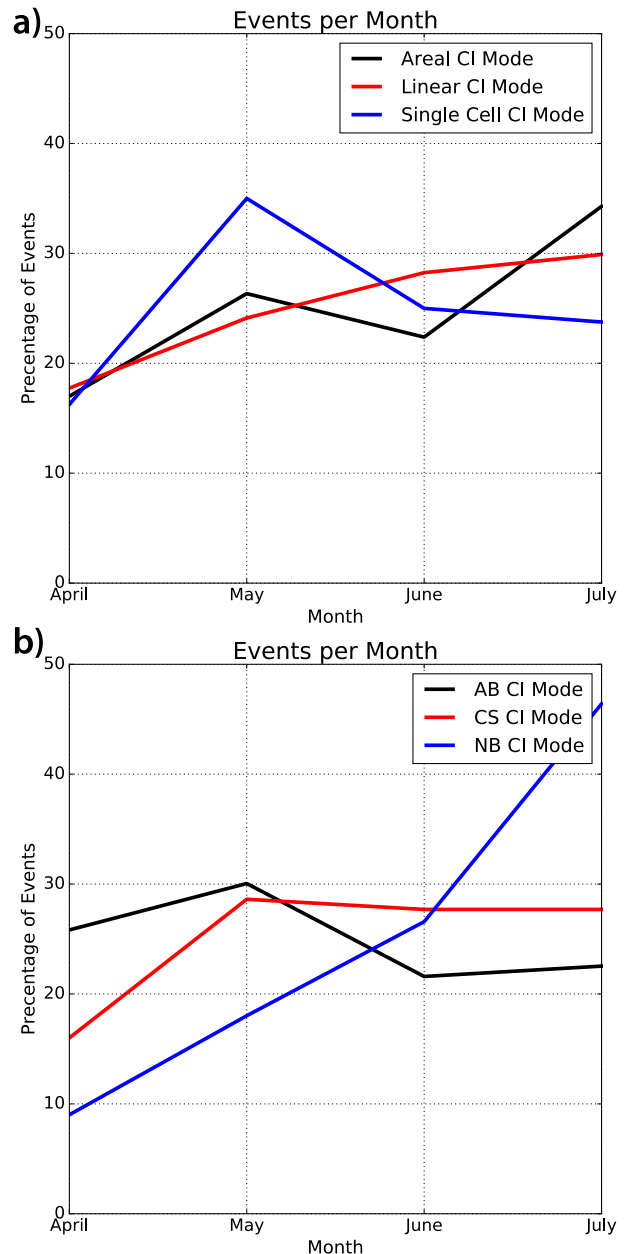 a)
Events per Month
50
Areal CI Mode
Linear CI Mode
Single Cell CI Mode
40
30
20
10
0
Precentage of Events
April May June July
Month
b)
Events per Month
50
AB CI Mode
CS CI Mode
NB CI Mode
40
30
20
10
0
Precentage of Events
April May June July
Month